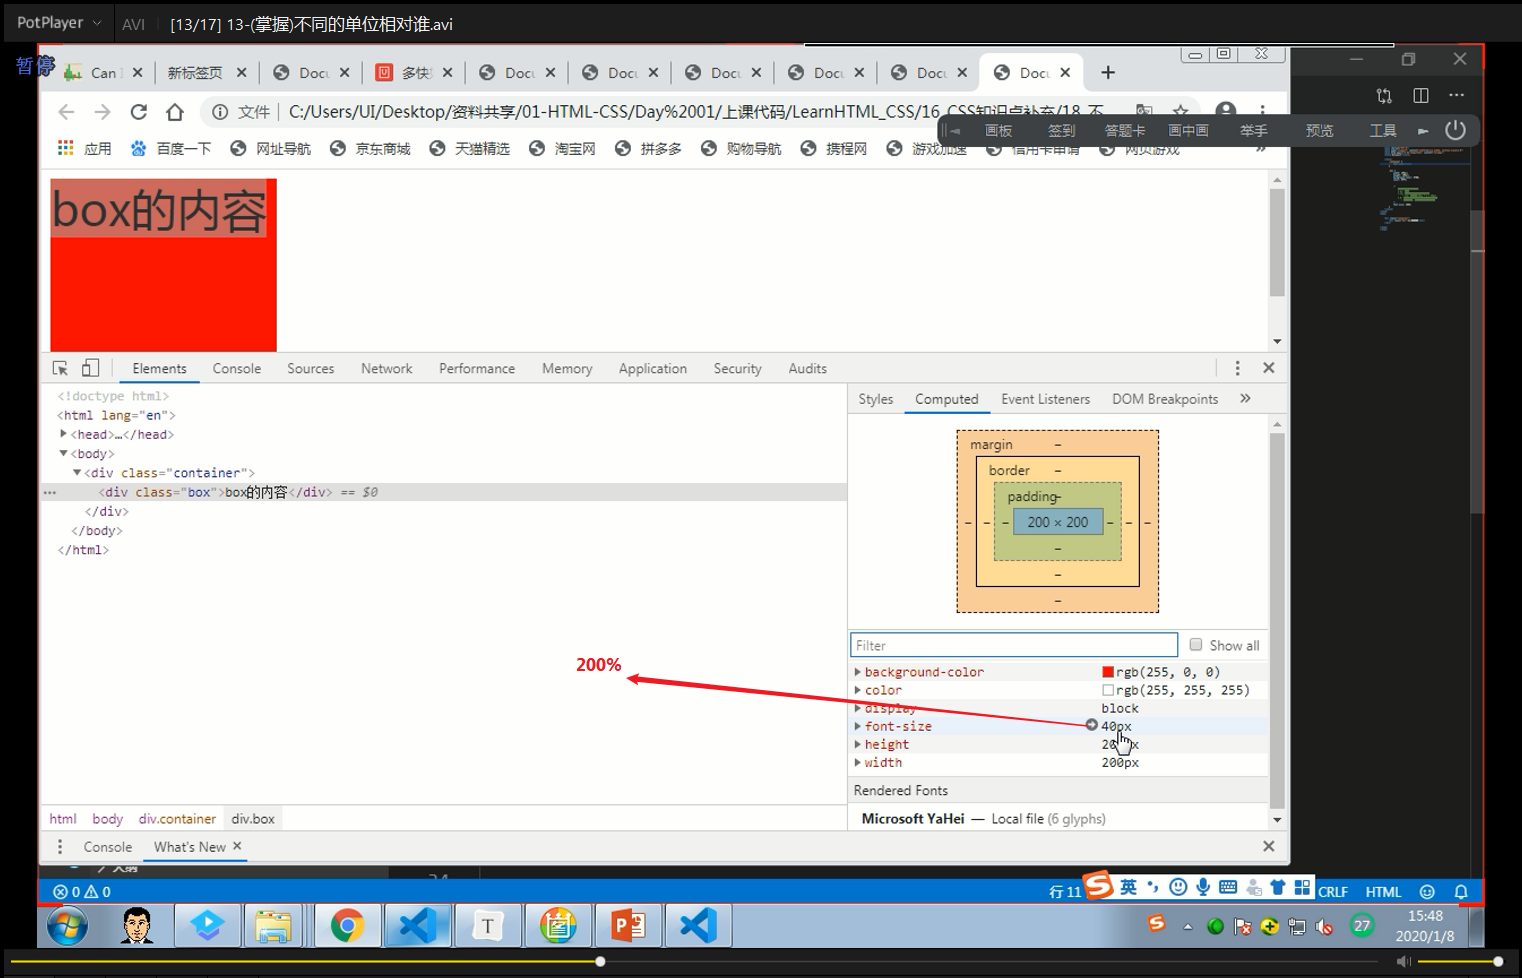 PotPlayer AVI [13/17] 13-(掌握)不同的单位相对谁.avi
暂停
Can 新标签页 Docu 多快 Docu Docu Docu Docu Docu Docu
文件 C:/Users/UI/Desktop/资料共享/01-HTML-CSS/Day%2001/上课代码/LearnHTML_CSS/16_CSS知识点补充/18_不
画板 签到 答题卡 画中画 举手 预览 工具
应用 百度一下 网址导航 京东商城 天猫精选 淘宝网 拼多多 购物导航 携程网 游戏加速 信用卡申请 网页游戏 »
box的内容
Elements Console Sources Network Performance Memory Application Security Audits
<!doctype html>
<html lang="en">
<head>…</head>
<body>
<div class="container">
<div class="box">box的内容</div> == $0
</div>
</body>
</html>
Styles Computed Event Listeners DOM Breakpoints »
margin –
border –
padding –
– – – 200 × 200 – – –
–
–
–
Filter Show all
200%
background-color rgb(255, 0, 0)
color rgb(255, 255, 255)
display block
font-size 40px
height 200px
width 200px
Rendered Fonts
Microsoft YaHei — Local file (6 glyphs)
html body div.container div.box
Console What's New
大纲
0 0 行 11 英 CRLF HTML
T
27
15:48
2020/1/8